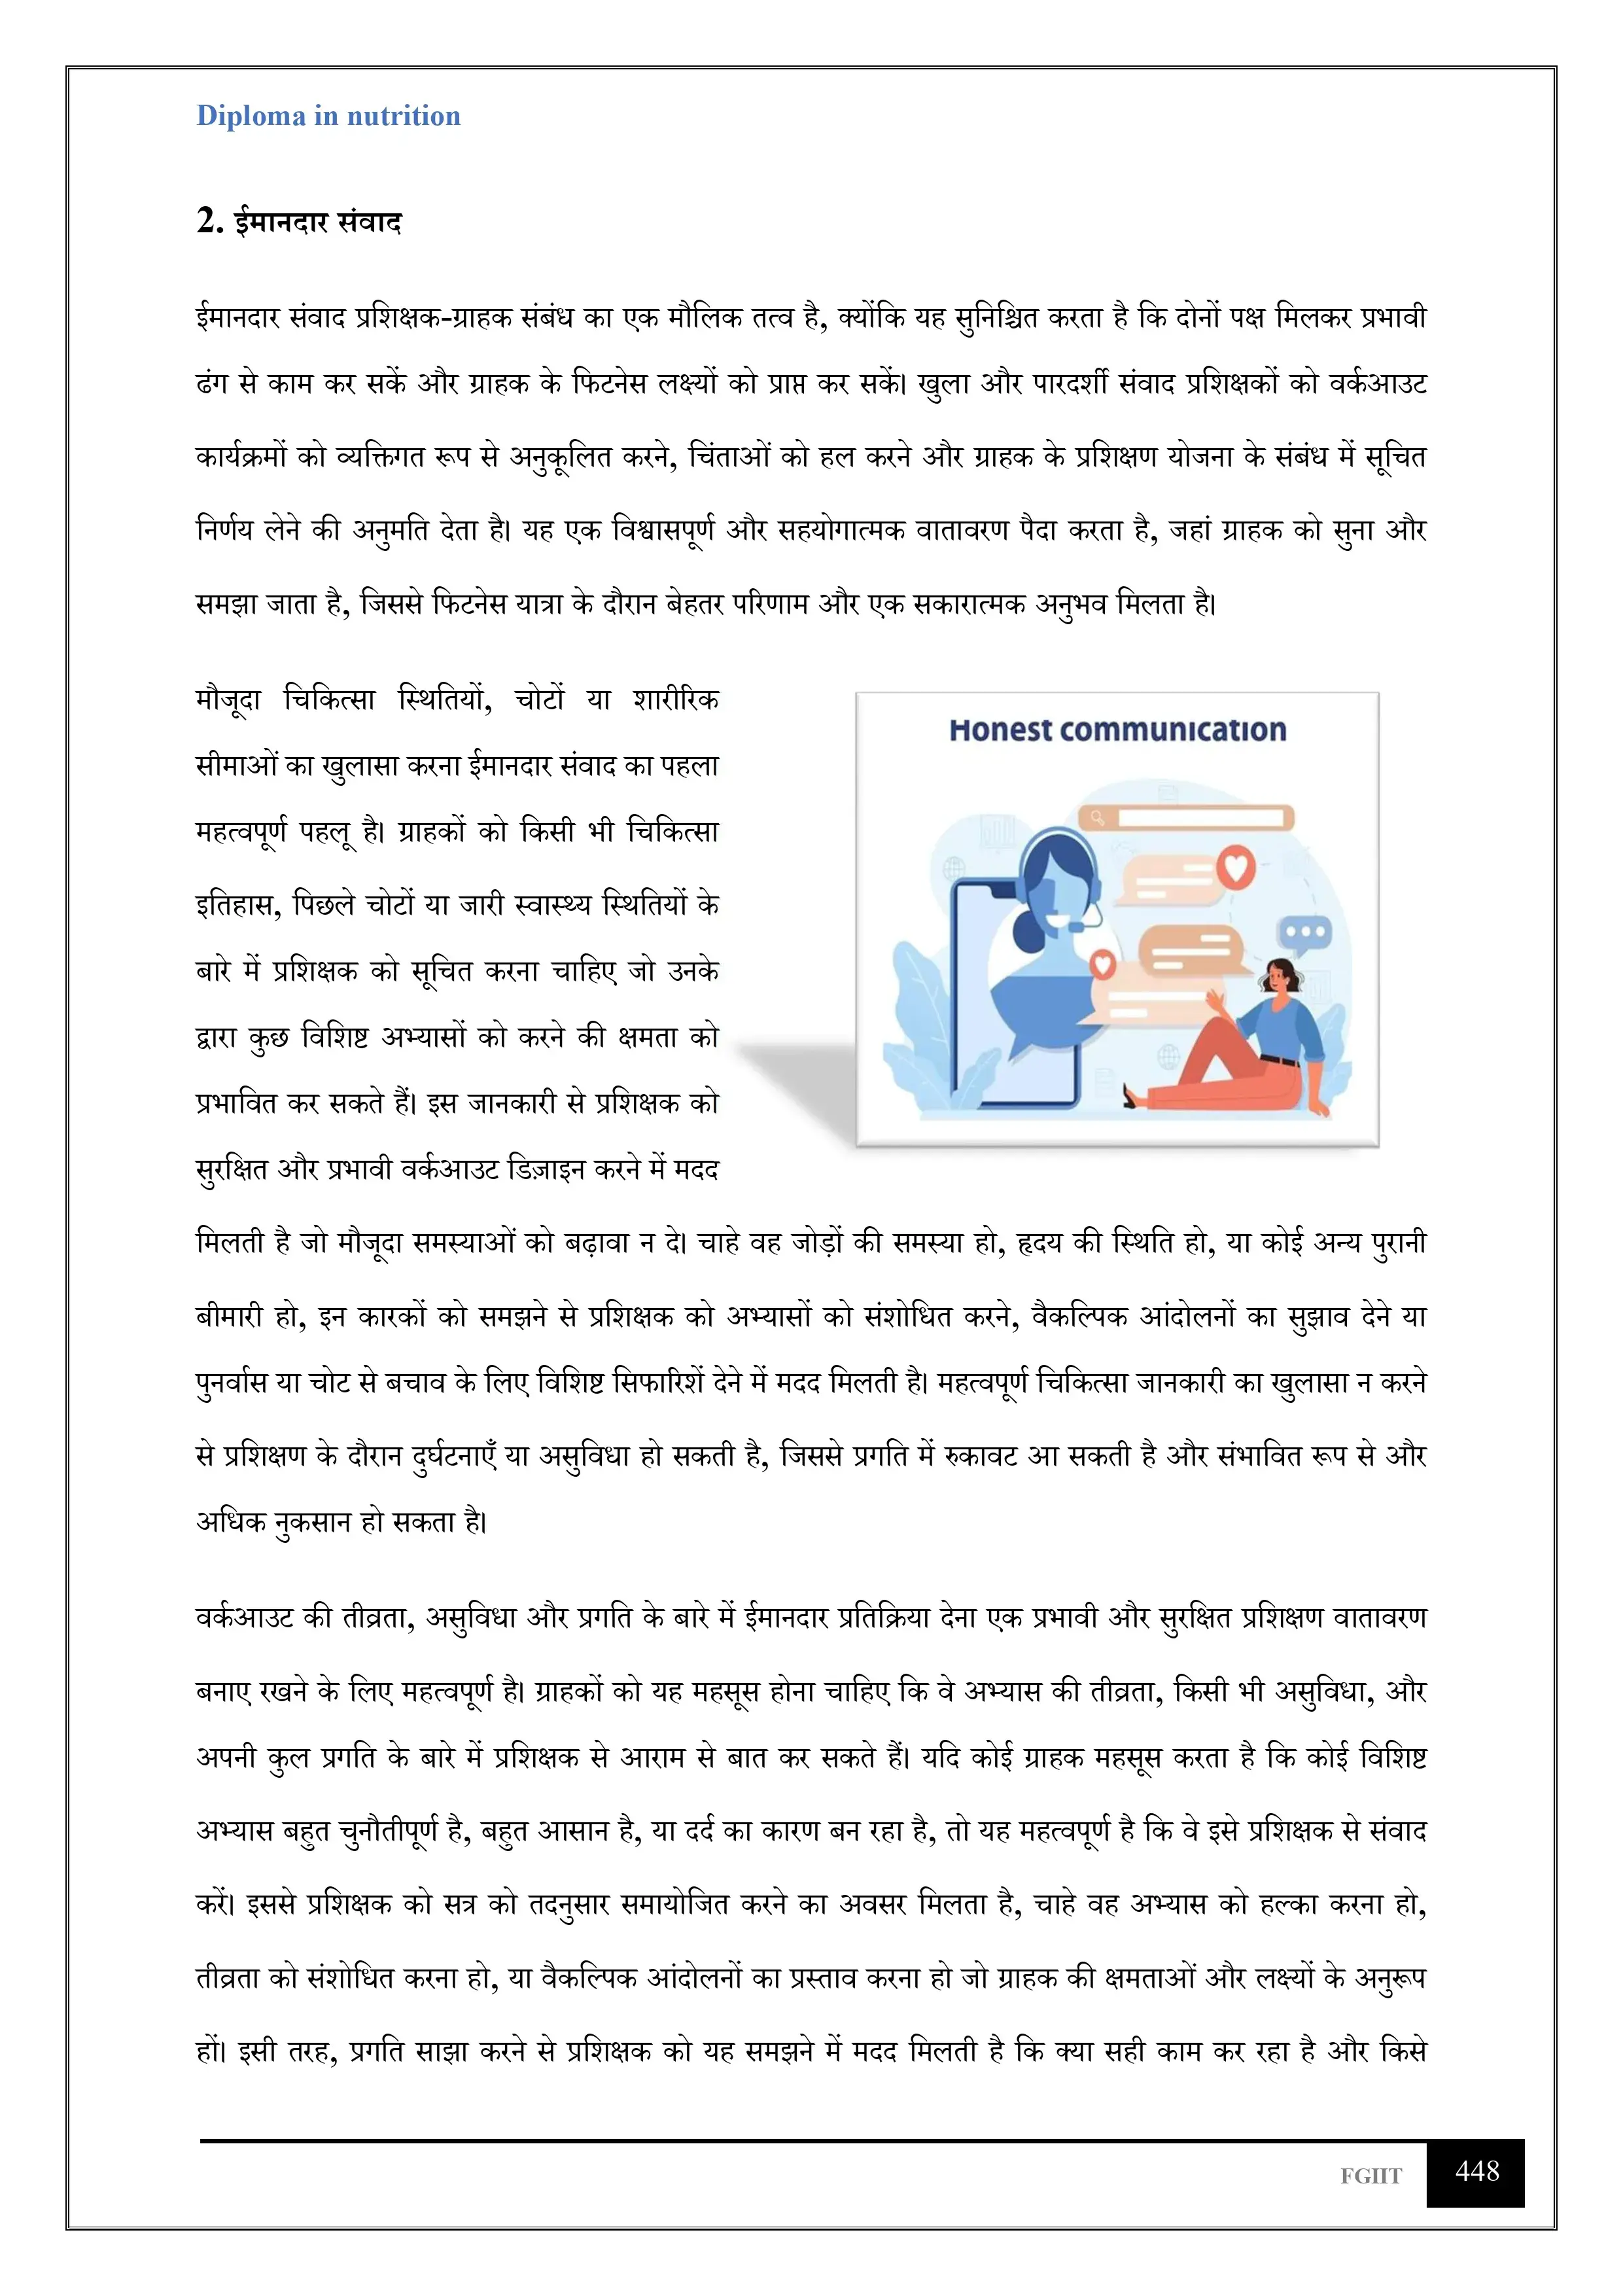 Diploma in nutrition
2. ईमानदार संवाद
ईमानदार संवाद प्रशिक्षक-ग्राहक संबंध का एक मौलिक तत्व है, क्योंकि यह सुनिश्चित करता है कि दोनों पक्ष मिलकर प्रभावी
ढंग से काम कर सकें और ग्राहक के फिटनेस लक्ष्यों को प्राप्त कर सकें। खुला और पारदर्शी संवाद प्रशिक्षकों को वर्कआउट
कार्यक्रमों को व्यक्तिगत रूप से अनुकूलित करने, चिंताओं को हल करने और ग्राहक के प्रशिक्षण योजना के संबंध में सूचित
निर्णय लेने की अनुमति देता है। यह एक विश्वासपूर्ण और सहयोगात्मक वातावरण पैदा करता है, जहां ग्राहक को सुना और
समझा जाता है, जिससे फिटनेस यात्रा के दौरान बेहतर परिणाम और एक सकारात्मक अनुभव मिलता है।
मौजूदा चिकित्सा स्थितियों, चोटों या शारीरिक
सीमाओं का खुलासा करना ईमानदार संवाद का पहला
महत्वपूर्ण पहलू है। ग्राहकों को किसी भी चिकित्सा
इतिहास, पिछले चोटों या जारी स्वास्थ्य स्थितियों के
बारे में प्रशिक्षक को सूचित करना चाहिए जो उनके
द्वारा कुछ विशिष्ट अभ्यासों को करने की क्षमता को
प्रभावित कर सकते हैं। इस जानकारी से प्रशिक्षक को
सुरक्षित और प्रभावी वर्कआउट डिज़ाइन करने में मदद
Honest communication
मिलती है जो मौजूदा समस्याओं को बढ़ावा न दे। चाहे वह जोड़ों की समस्या हो, हृदय की स्थिति हो, या कोई अन्य पुरानी
बीमारी हो, इन कारकों को समझने से प्रशिक्षक को अभ्यासों को संशोधित करने, वैकल्पिक आंदोलनों का सुझाव देने या
पुनर्वास या चोट से बचाव के लिए विशिष्ट सिफारिशें देने में मदद मिलती है। महत्वपूर्ण चिकित्सा जानकारी का खुलासा न करने
से प्रशिक्षण के दौरान दुर्घटनाएँ या असुविधा हो सकती है, जिससे प्रगति में रुकावट आ सकती है और संभावित रूप से और
अधिक नुकसान हो सकता है।
वर्कआउट की तीव्रता, असुविधा और प्रगति के बारे में ईमानदार प्रतिक्रिया देना एक प्रभावी और सुरक्षित प्रशिक्षण वातावरण
बनाए रखने के लिए महत्वपूर्ण है। ग्राहकों को यह महसूस होना चाहिए कि वे अभ्यास की तीव्रता, किसी भी असुविधा, और
अपनी कुल प्रगति के बारे में प्रशिक्षक से आराम से बात कर सकते हैं। यदि कोई ग्राहक महसूस करता है कि कोई विशिष्ट
अभ्यास बहुत चुनौतीपूर्ण है, बहुत आसान है, या दर्द का कारण बन रहा है, तो यह महत्वपूर्ण है कि वे इसे प्रशिक्षक से संवाद
करें। इससे प्रशिक्षक को सत्र को तदनुसार समायोजित करने का अवसर मिलता है, चाहे वह अभ्यास को हल्का करना हो,
तीव्रता को संशोधित करना हो, या वैकल्पिक आंदोलनों का प्रस्ताव करना हो जो ग्राहक की क्षमताओं और लक्ष्यों के अनुरूप
हों। इसी तरह, प्रगति साझा करने से प्रशिक्षक को यह समझने में मदद मिलती है कि क्या सही काम कर रहा है और किसे
FGIIT 448